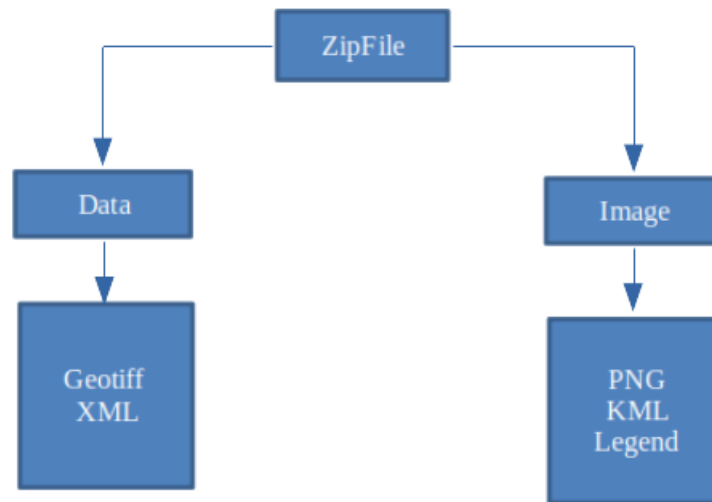 ZipFile
Data
Image
Geotiff
XML
PNG
KML
Legend